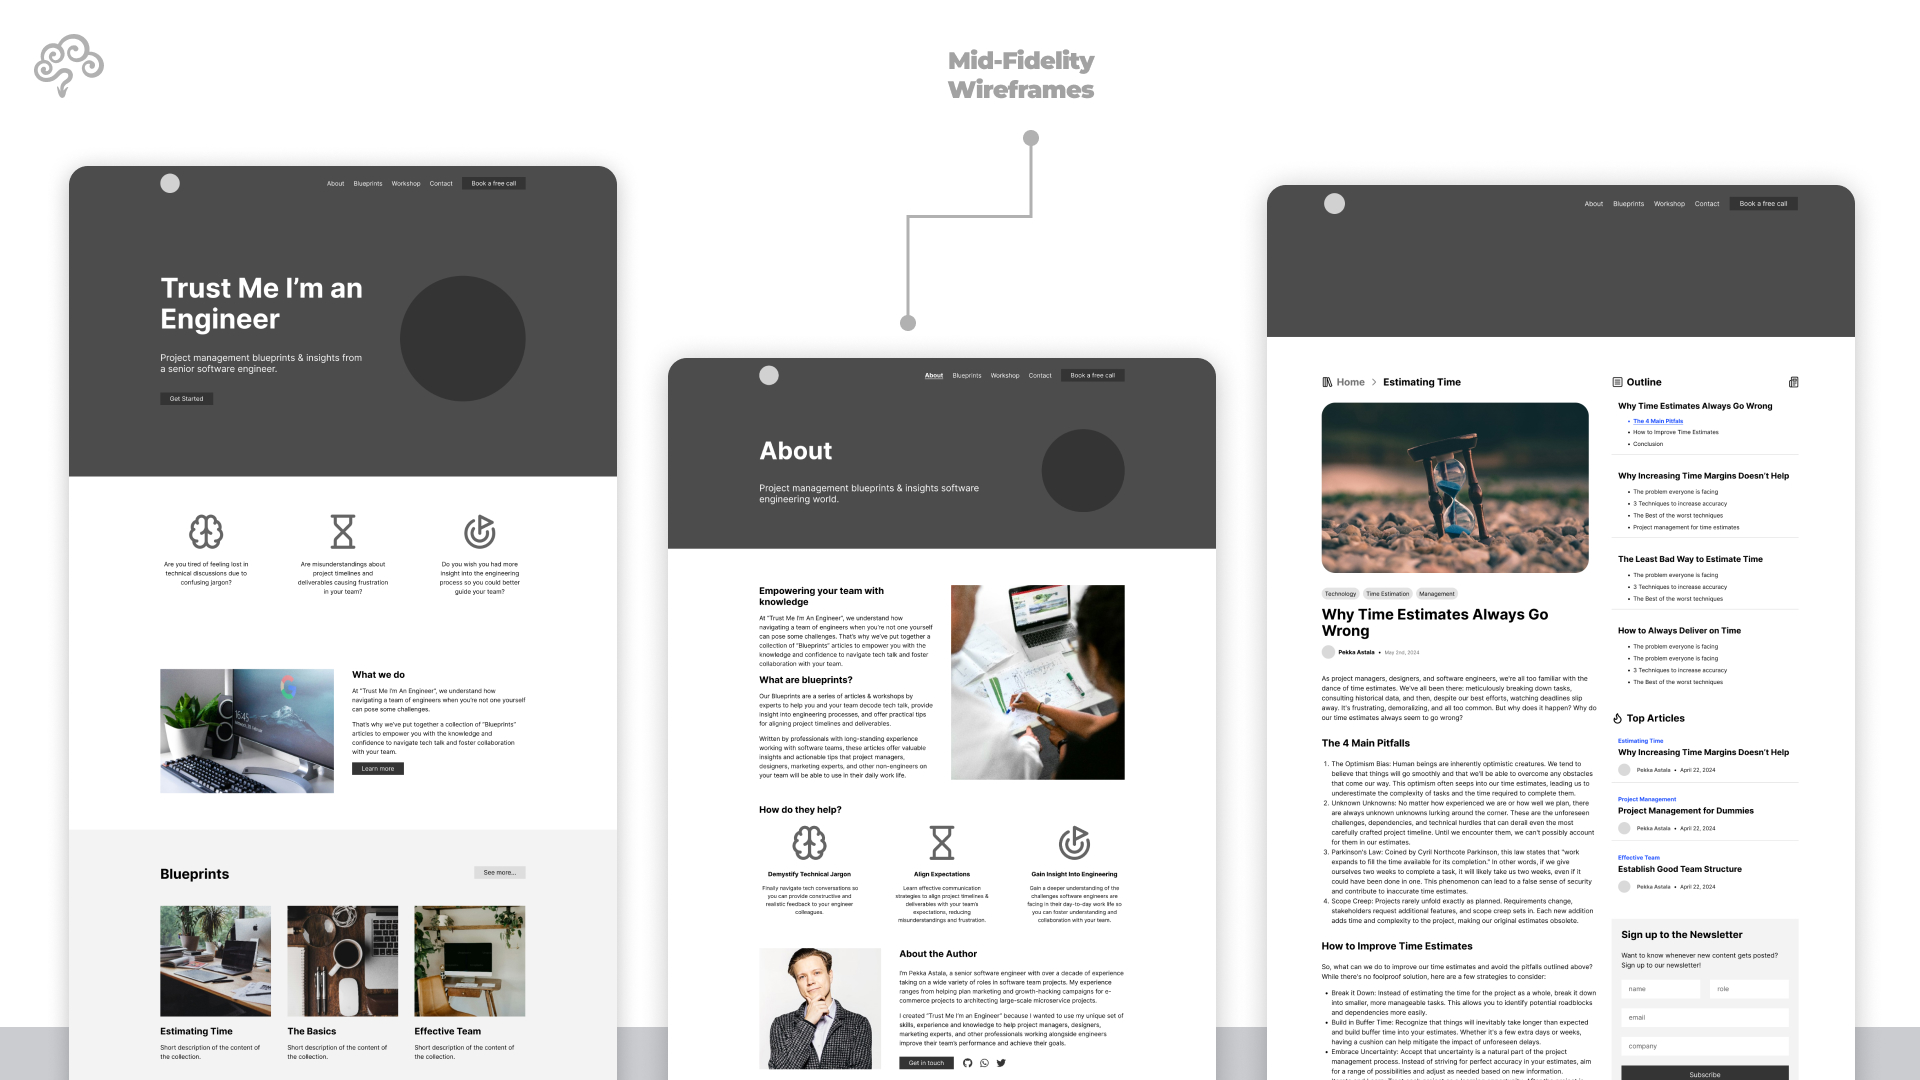 Mid-Fidelity
Wireframes
About Blueprints Workshop Contact Book a free call
Trust Me I’m an
Engineer
Project management blueprints & insights from
a senior software engineer.
Get Started
Are you tired of feeling lost in
technical discussions due to
confusing jargon?
Are misunderstandings about
project timelines and
deliverables causing frustration
in your team?
Do you wish you had more
insight into the engineering
process so you could better
guide your team?
16:45
What we do
At “Trust Me I’m An Engineer”, we understand how
navigating a team of engineers when you’re not one yourself
can pose some challenges.
That’s why we’ve put together a collection of “Blueprints”
articles to empower you with the knowledge and
confidence to navigate tech talk and foster collaboration
with your team.
Learn more
Blueprints
See more...
Estimating Time
Short description of the content of
the collection.
The Basics
Short description of the content of
the collection.
Effective Team
Short description of the content of
the collection.
About Blueprints Workshop Contact Book a free call
About
Project management blueprints & insights software
engineering world.
Empowering your team with
knowledge
At “Trust Me I’m An Engineer”, we understand how
navigating a team of engineers when you’re not one yourself
can pose some challenges. That’s why we’ve put together a
collection of “Blueprints” articles to empower you with the
knowledge and confidence to navigate tech talk and foster
collaboration with your team.
What are blueprints?
Our Blueprints are a series of articles & workshops by
experts to help you and your team decode tech talk, provide
insight into engineering processes, and offer practical tips
for aligning project timelines and deliverables.
Written by professionals with long-standing experience
working with software teams, these articles offer valuable
insights and actionable tips that project managers,
designers, marketing experts, and other non-engineers on
your team will be able to use in their daily work life.
How do they help?
Demystify Technical Jargon
Finally navigate tech conversations so
you can provide constructive and
realistic feedback to your engineer
colleagues.
Align Expectations
Learn effective communication
strategies to align project timelines &
deliverables with your team’s
expectations, reducing
misunderstandings and frustration.
Gain Insight Into Engineering
Gain a deeper understanding of the
challenges software engineers are
facing in their day-to-day work life so
you can foster understanding and
collaboration with your team.
About the Author
I’m Pekka Astala, a senior software engineer with over a decade of experience
taking on a wide variety of roles in software team projects. My experience
ranges from helping plan marketing and growth-hacking campaigns for e-
commerce projects to architecting large-scale microservice projects.
I created “Trust Me I’m an Engineer” because I wanted to use my unique set of
skills, experience and knowledge to help project managers, designers,
marketing experts, and other professionals working alongside engineers
improve their team’s performance and achieve their goals.
Get in touch
About Blueprints Workshop Contact Book a free call
Home > Estimating Time
Technology Time Estimation Management
Why Time Estimates Always Go
Wrong
Pekka Astala • May 2nd, 2024
As project managers, designers, and software engineers, we’re all too familiar with the
dance of time estimates. We’ve all been there: meticulously breaking down tasks,
consulting historical data, and then, despite our best efforts, watching deadlines slip
away. It’s frustrating, demoralizing, and all too common. But why does it happen? Why do
our time estimates always seem to go wrong?
The 4 Main Pitfalls
1. The Optimism Bias: Human beings are inherently optimistic creatures. We tend to
believe that things will go smoothly and that we’ll be able to overcome any obstacles
that come our way. This optimism often seeps into our time estimates, leading us to
underestimate the complexity of tasks and the time required to complete them.
2. Unknown Unknowns: No matter how experienced we are or how well we plan, there
are always unknown unknowns lurking around the corner. These are the unforeseen
challenges, dependencies, and technical hurdles that can derail even the most
carefully crafted project timeline. Until we encounter them, we can’t possibly account
for them in our estimates.
3. Parkinson’s Law: Coined by Cyril Northcote Parkinson, this law states that “work
expands to fill the time available for its completion.” In other words, if we give
ourselves two weeks to complete a task, it will likely take us two weeks, even if it
could have been done in one. This phenomenon can lead to a false sense of security
and contribute to inaccurate time estimates.
4. Scope Creep: Projects rarely unfold exactly as planned. Requirements change,
stakeholders request additional features, and scope creep sets in. Each new addition
adds time and complexity to the project, making our original estimates obsolete.
How to Improve Time Estimates
So, what can we do to improve our time estimates and avoid the pitfalls outlined above?
While there’s no foolproof solution, here are a few strategies to consider:
• Break it Down: Instead of estimating the time for the project as a whole, break it down
into smaller, more manageable tasks. This allows you to identify potential roadblocks
and dependencies more easily.
• Build in Buffer Time: Recognize that things will inevitably take longer than expected
and build buffer time into your estimates. Whether it’s a few extra days or weeks,
having a cushion can help mitigate the impact of unforeseen delays.
• Embrace Uncertainty: Accept that uncertainty is a natural part of the project
management process. Instead of striving for perfect accuracy in your estimates, aim
for a range of possibilities and adjust as needed based on new information.
Outline
Why Time Estimates Always Go Wrong
• The 4 Main Pitfals
• How to Improve Time Estimates
• Conclusion
Why Increasing Time Margins Doesn’t Help
• The problem everyone is facing
• 3 Techniques to increase accuracy
• The Best of the worst techniques
• Project management for time estimates
The Least Bad Way to Estimate Time
• The problem everyone is facing
• 3 Techniques to increase accuracy
• The Best of the worst techniques
How to Always Deliver on Time
• The problem everyone is facing
• The problem everyone is facing
• 3 Techniques to increase accuracy
• The Best of the worst techniques
Top Articles
Estimating Time
Why Increasing Time Margins Doesn’t Help
Pekka Astala • April 22, 2024
Project Management
Project Management for Dummies
Pekka Astala • April 22, 2024
Effective Team
Establish Good Team Structure
Pekka Astala • April 22, 2024
Sign up to the Newsletter
Want to know whenever new content gets posted?
Sign up to our newsletter!
name role
email
company
Subscribe